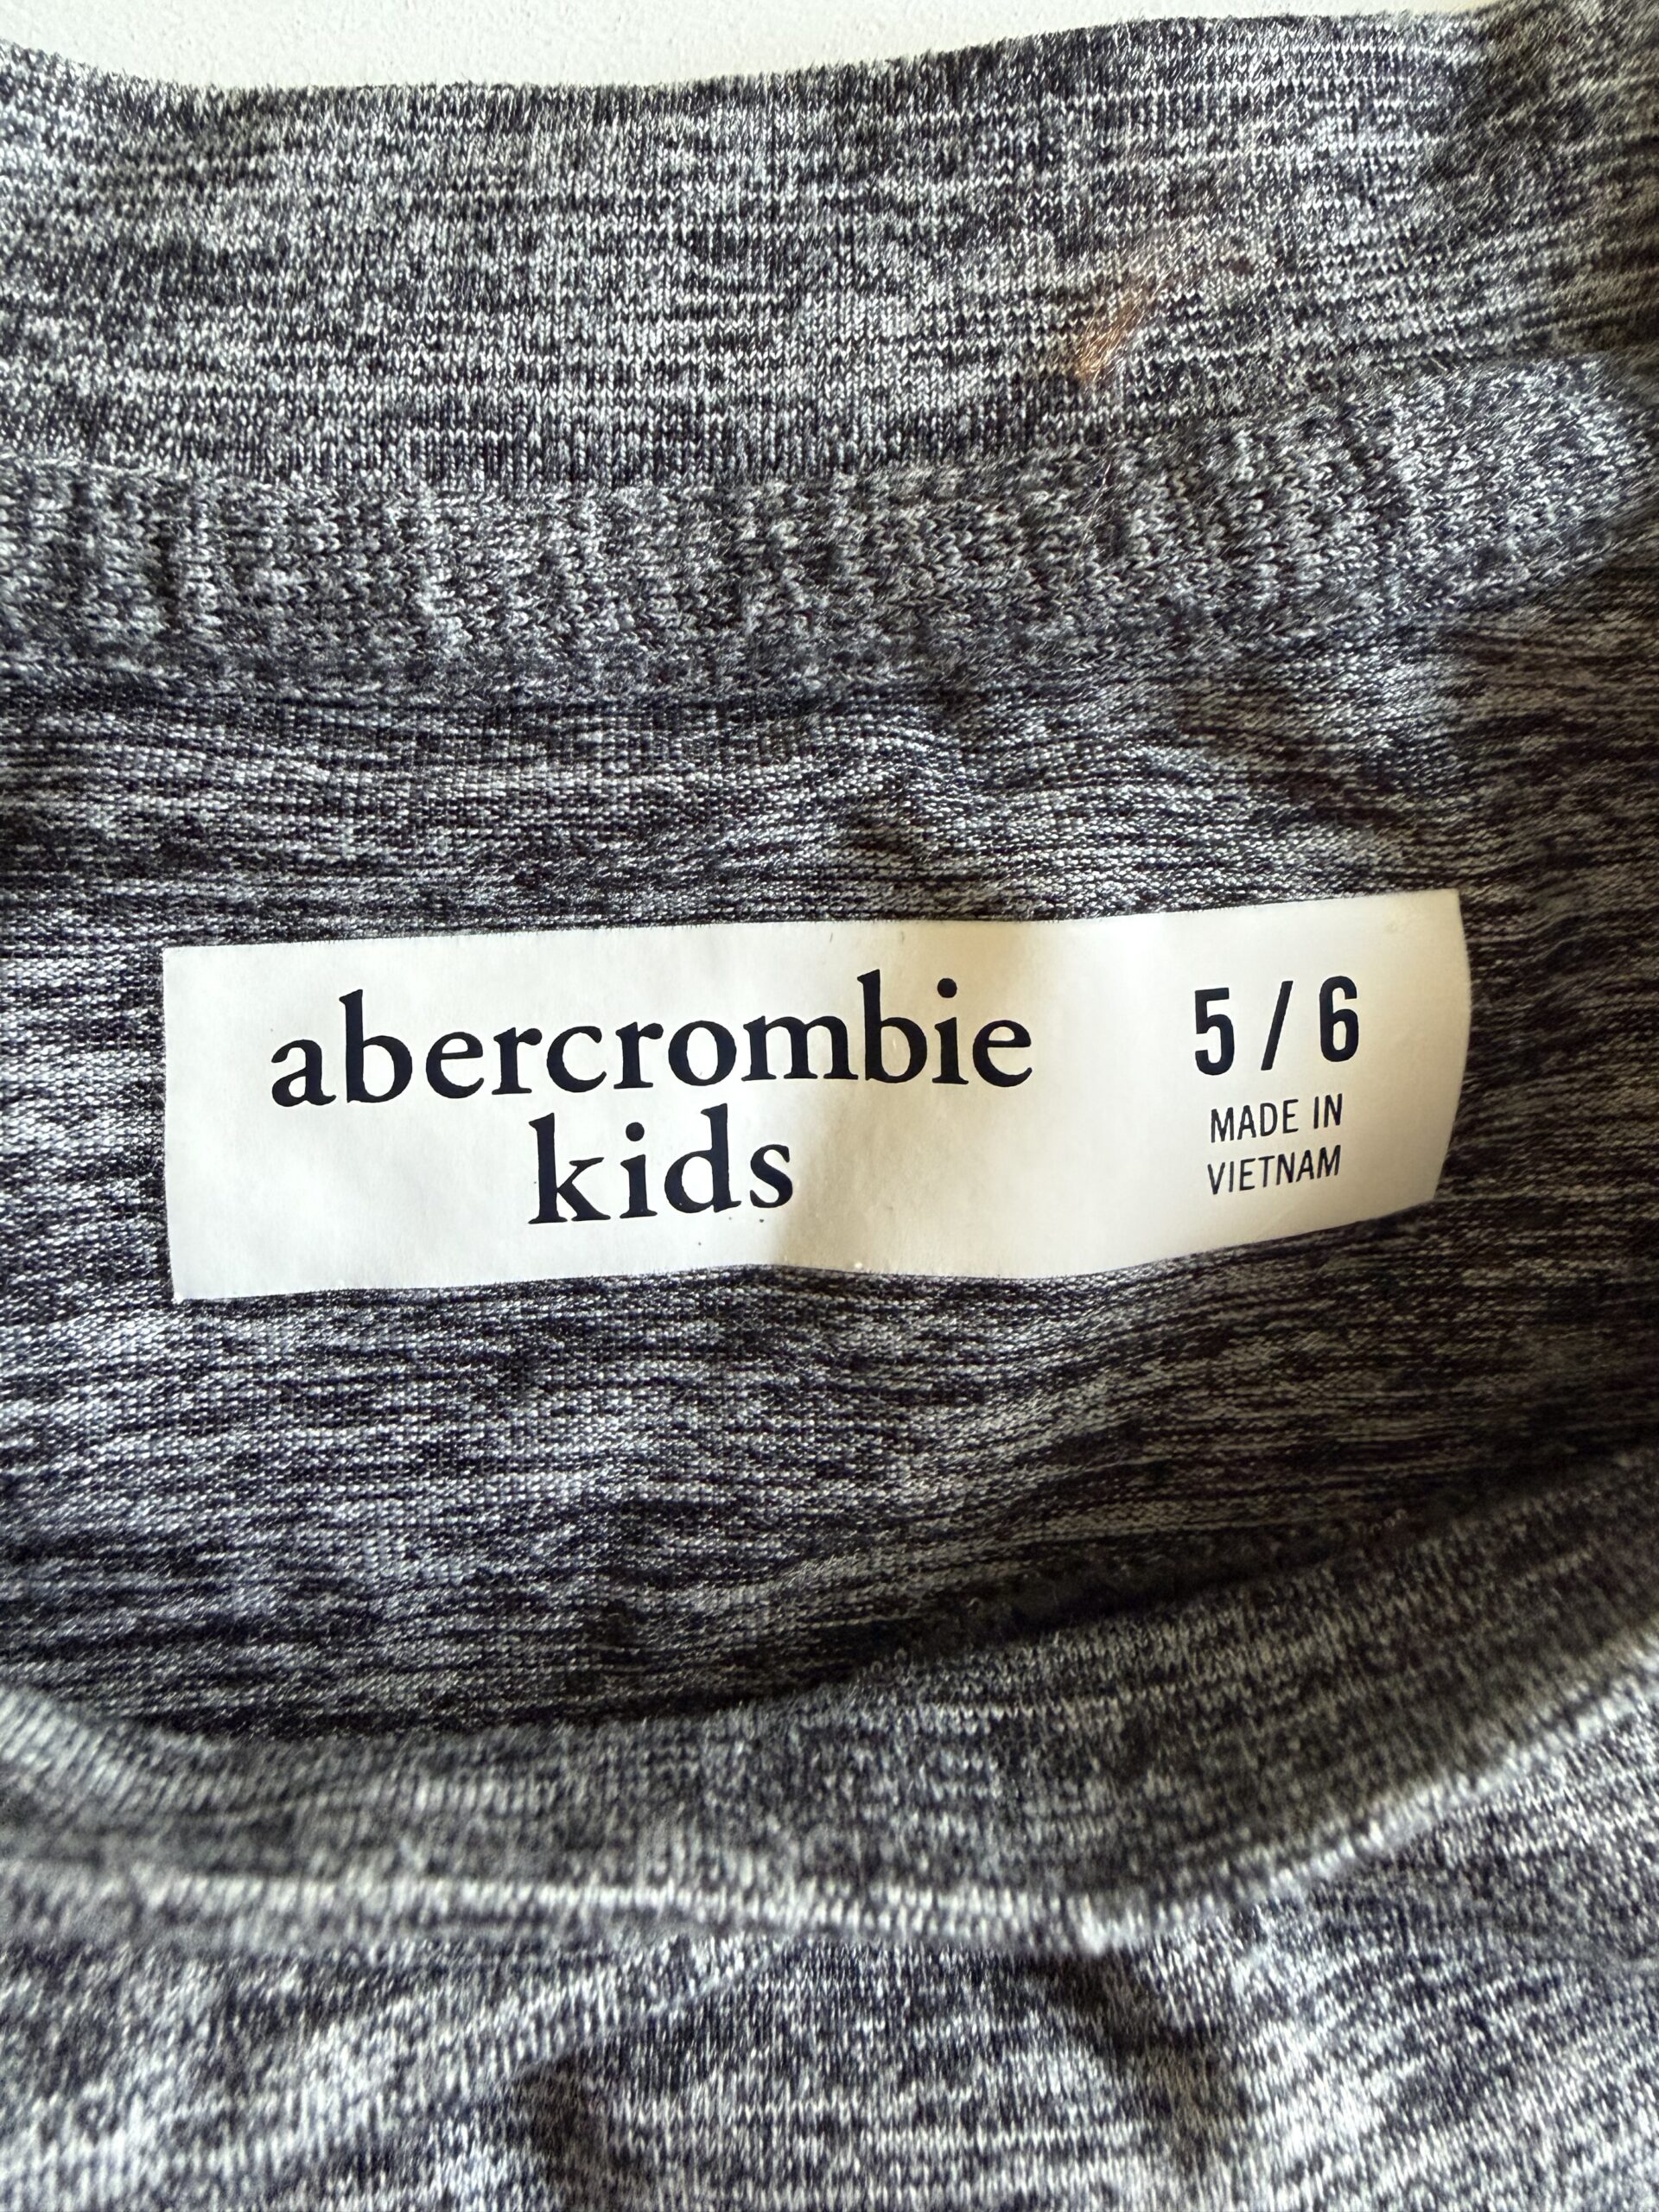 abercrombie
kids
5 / 6
MADE IN
VIETNAM